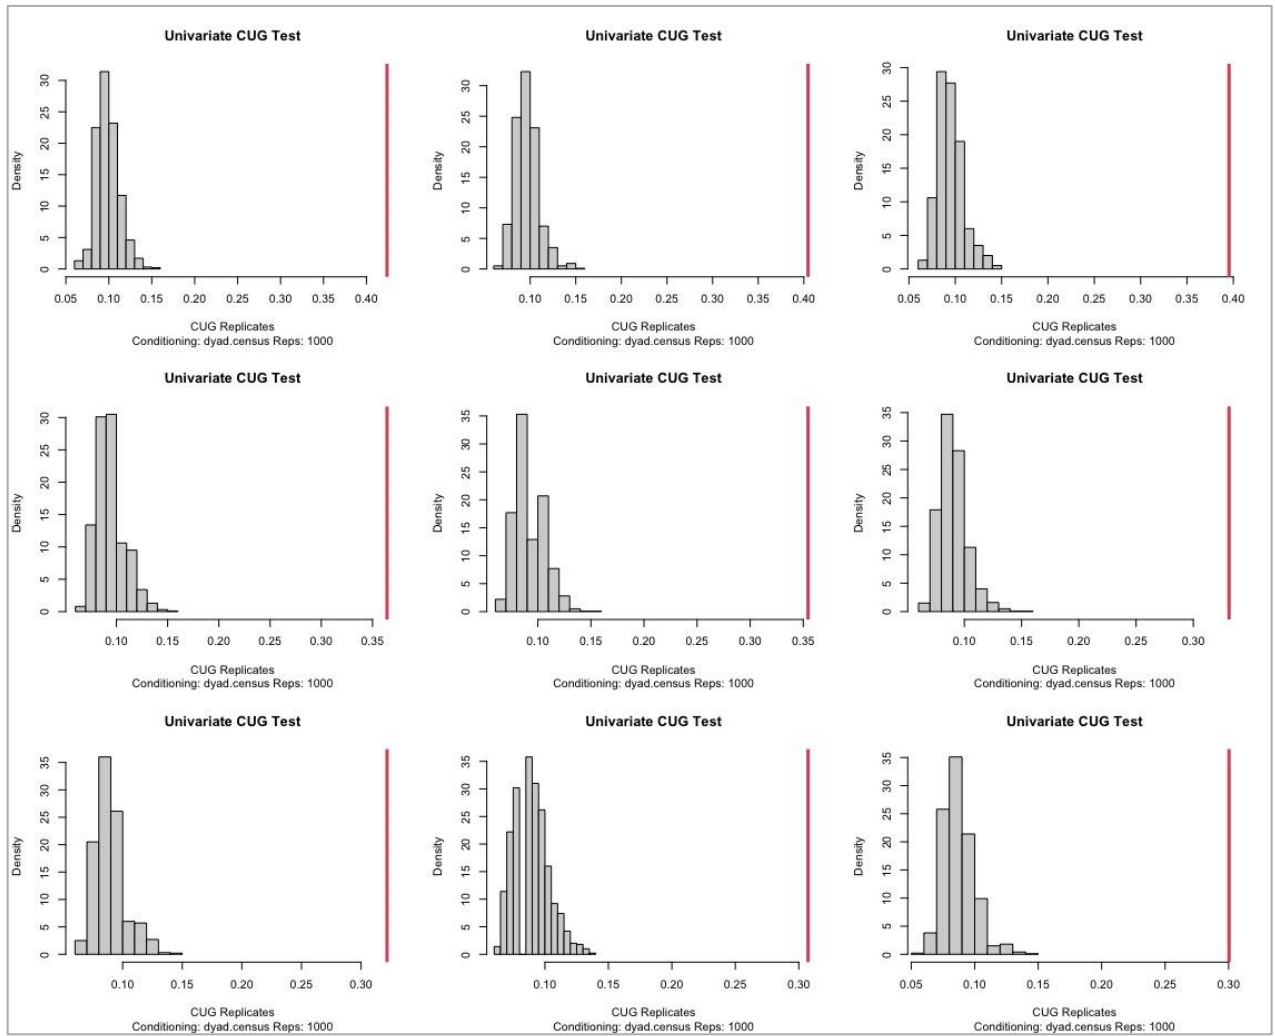 Univariate CUG Test
Density
0 5 10 15 20 25 30
0.05 0.10 0.15 0.20 0.25 0.30 0.35 0.40
CUG Replicates
Conditioning: dyad.census Reps: 1000
Univariate CUG Test
Density
0 5 10 15 20 25 30
0.10 0.15 0.20 0.25 0.30 0.35 0.40
CUG Replicates
Conditioning: dyad.census Reps: 1000
Univariate CUG Test
Density
0 5 10 15 20 25 30
0.05 0.10 0.15 0.20 0.25 0.30 0.35 0.40
CUG Replicates
Conditioning: dyad.census Reps: 1000
Univariate CUG Test
Density
0 5 10 15 20 25 30
0.10 0.15 0.20 0.25 0.30 0.35
CUG Replicates
Conditioning: dyad.census Reps: 1000
Univariate CUG Test
Density
0 5 10 15 20 25 30 35
0.10 0.15 0.20 0.25 0.30 0.35
CUG Replicates
Conditioning: dyad.census Reps: 1000
Univariate CUG Test
Density
0 5 10 15 20 25 30 35
0.10 0.15 0.20 0.25 0.30
CUG Replicates
Conditioning: dyad.census Reps: 1000
Univariate CUG Test
Density
0 5 10 15 20 25 30 35
0.10 0.15 0.20 0.25 0.30
CUG Replicates
Conditioning: dyad.census Reps: 1000
Univariate CUG Test
Density
0 5 10 15 20 25 30 35
0.10 0.15 0.20 0.25 0.30
CUG Replicates
Conditioning: dyad.census Reps: 1000
Univariate CUG Test
Density
0 5 10 15 20 25 30 35
0.05 0.10 0.15 0.20 0.25 0.30
CUG Replicates
Conditioning: dyad.census Reps: 1000